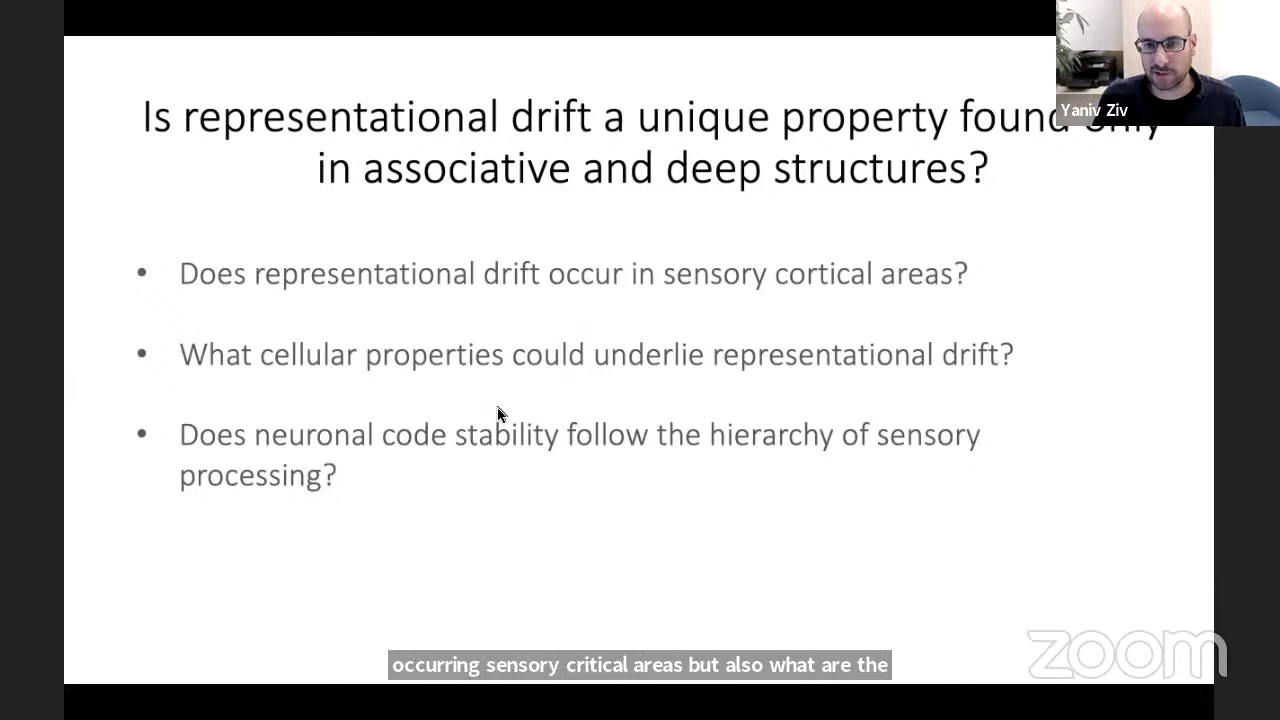 Is representational drift a unique property found only
in associative and deep structures?
Yaniv Ziv
• Does representational drift occur in sensory cortical areas?
• What cellular properties could underlie representational drift?
• Does neuronal code stability follow the hierarchy of sensory
processing?
occurring sensory critical areas but also what are the
zoom